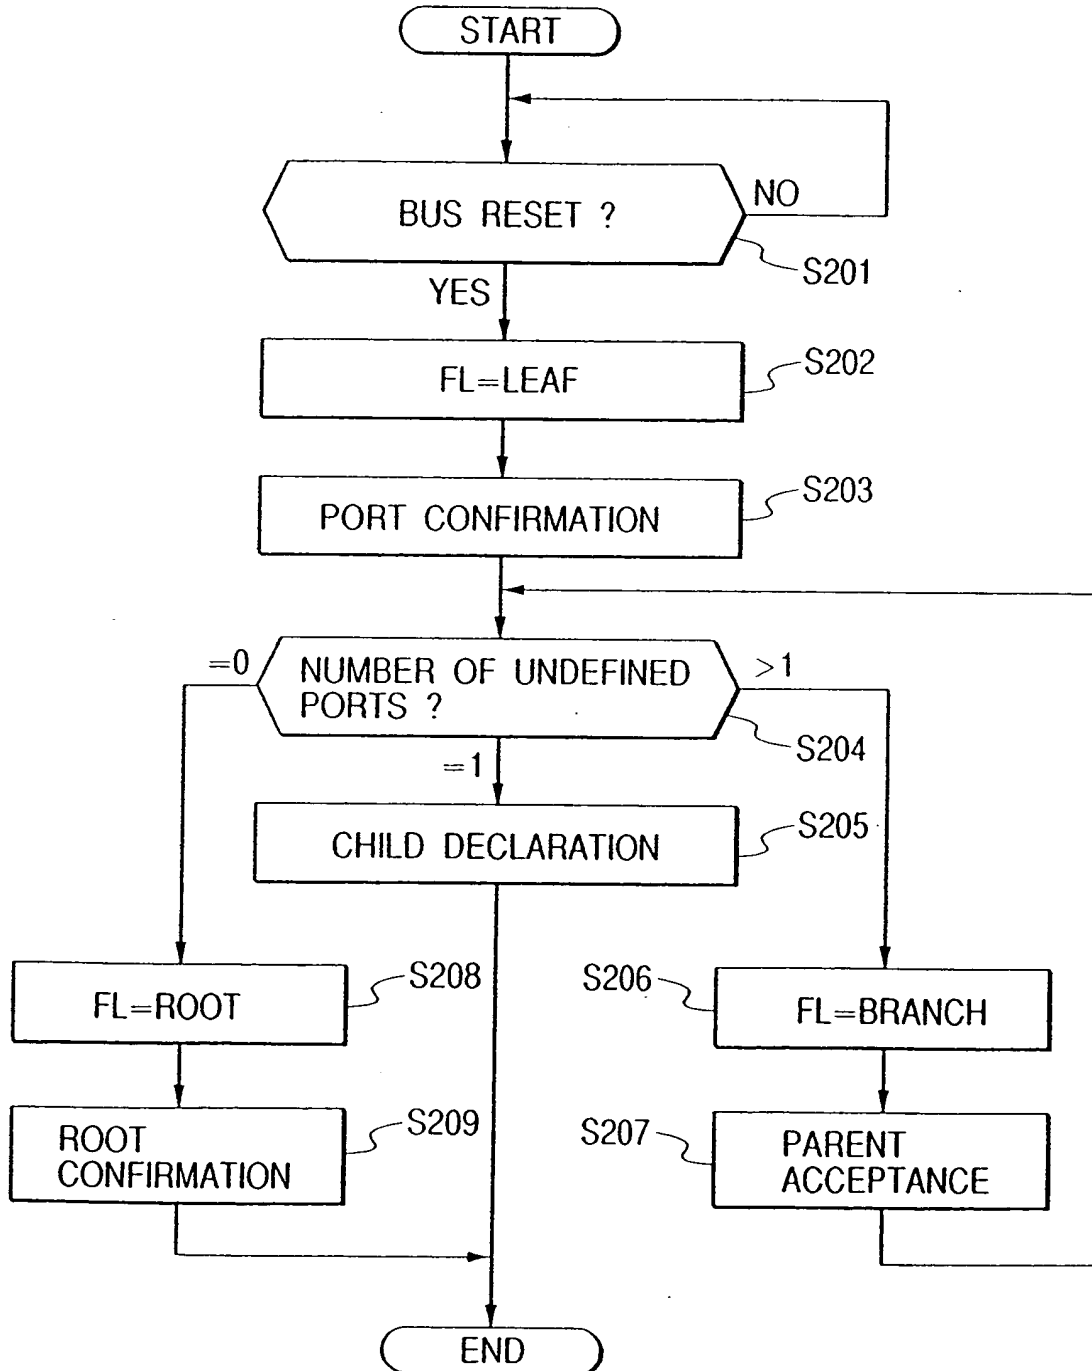 START
BUS RESET ?
NO
S201
YES
FL=LEAF
S202
PORT CONFIRMATION
S203
=0
NUMBER OF UNDEFINED
PORTS ?
>1
S204
=1
CHILD DECLARATION
S205
FL=ROOT
S208
S206
FL=BRANCH
ROOT
CONFIRMATION
S209
S207
PARENT
ACCEPTANCE
END